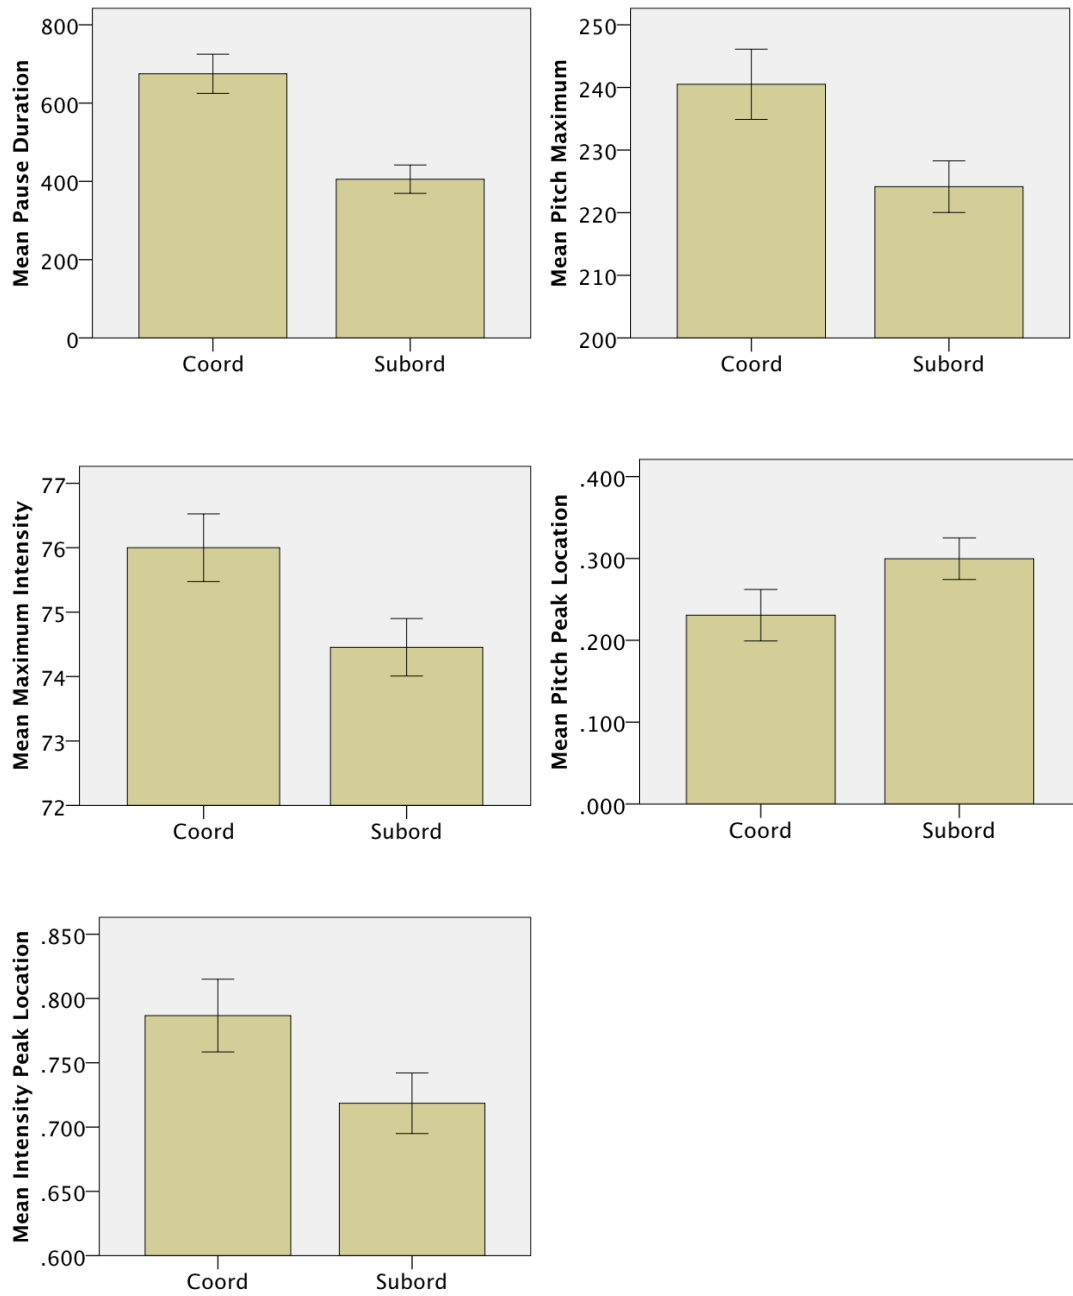 Mean Pause Duration
800
600
400
200
0
Coord Subord
Mean Pitch Maximum
250
240
230
220
210
200
Coord Subord
Mean Maximum Intensity
77
76
75
74
73
72
Coord Subord
Mean Pitch Peak Location
.400
.300
.200
.100
.000
Coord Subord
Mean Intensity Peak Location
.850
.800
.750
.700
.650
.600
Coord Subord